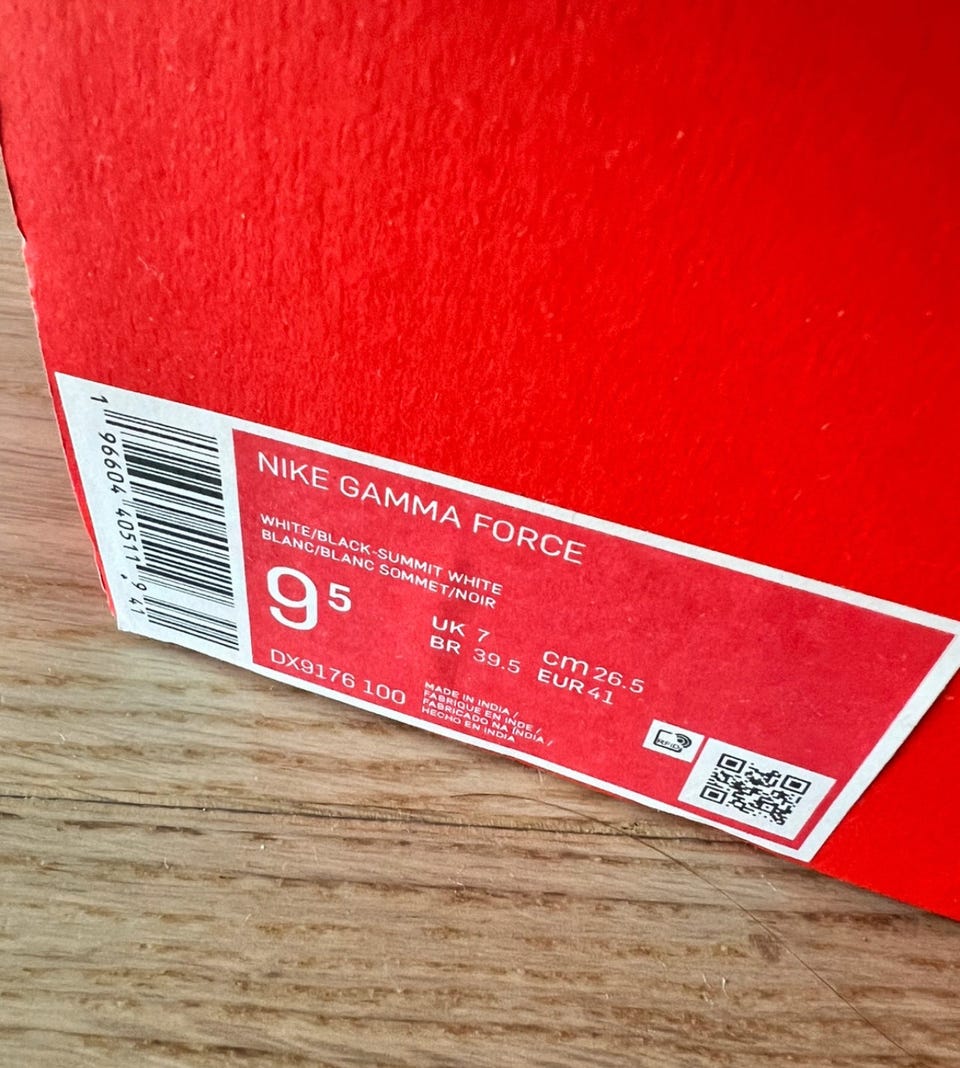 1 96604 40511 9 41
NIKE GAMMA FORCE
WHITE/BLACK-SUMMIT WHITE
BLANC/BLANC SOMMET/NOIR
9⁵
UK 7
BR 39.5
cm 26.5
EUR 41
DX9176 100
MADE IN INDIA /
FABRIQUE EN INDE /
FABRICADO NA ÍNDIA /
HECHO EN INDIA
RFID